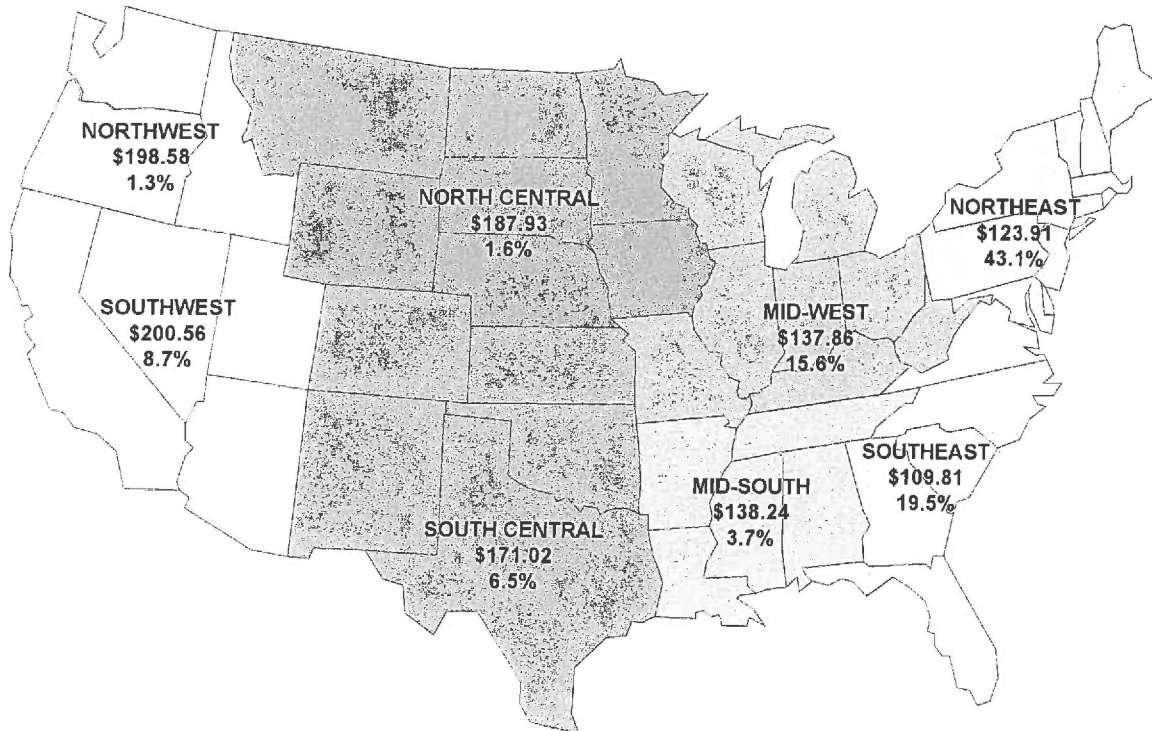 NORTHWEST
$198.58
1.3%
NORTH CENTRAL
$187.93
1.6%
NORTHEAST
$123.91
43.1%
SOUTHWEST
$200.56
8.7%
MID-WEST
$137.86
15.6%
SOUTHEAST
$109.81
19.5%
MID-SOUTH
$138.24
3.7%
SOUTH CENTRAL
$171.02
6.5%